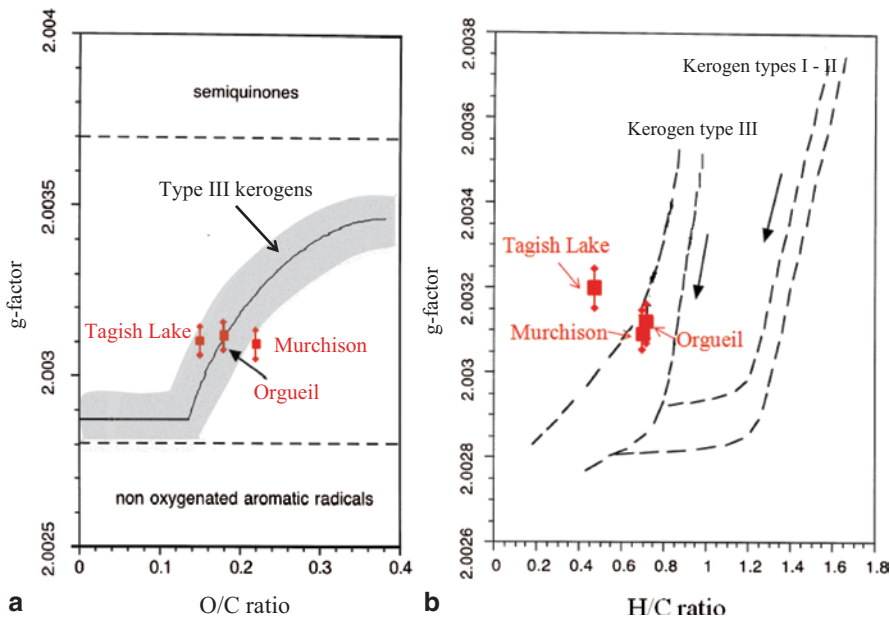 2.004
2.0035
2.003
2.0025
g-factor
semiquinones
Type III kerogens
Tagish Lake
Murchison
Orgueil
non oxygenated aromatic radicals
0 0.1 0.2 0.3 0.4
a
O/C ratio
2.0038
2.0036
2.0034
2.0032
2.003
2.0028
2.0026
g-factor
Kerogen types I - II
Kerogen type III
Tagish Lake
Murchison
Orgueil
0 0.2 0.4 0.6 0.8 1 1.2 1.4 1.6 1.8
b
H/C ratio